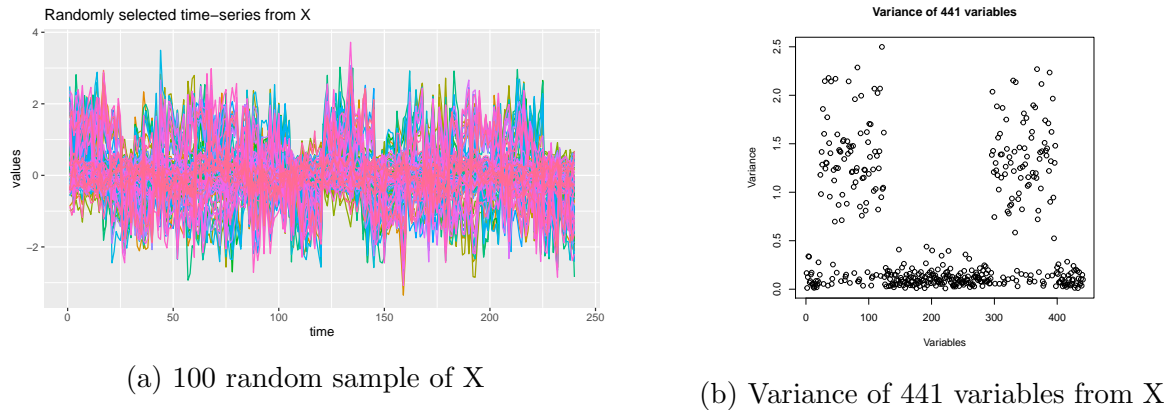 Randomly selected time-series from X
4
2
0
−2
values
0
50
100
150
200
250
time
(a) 100 random sample of X
Variance of 441 variables
2.5
2.0
1.5
1.0
0.5
0.0
Variance
0
100
200
300
400
Variables
(b) Variance of 441 variables from X